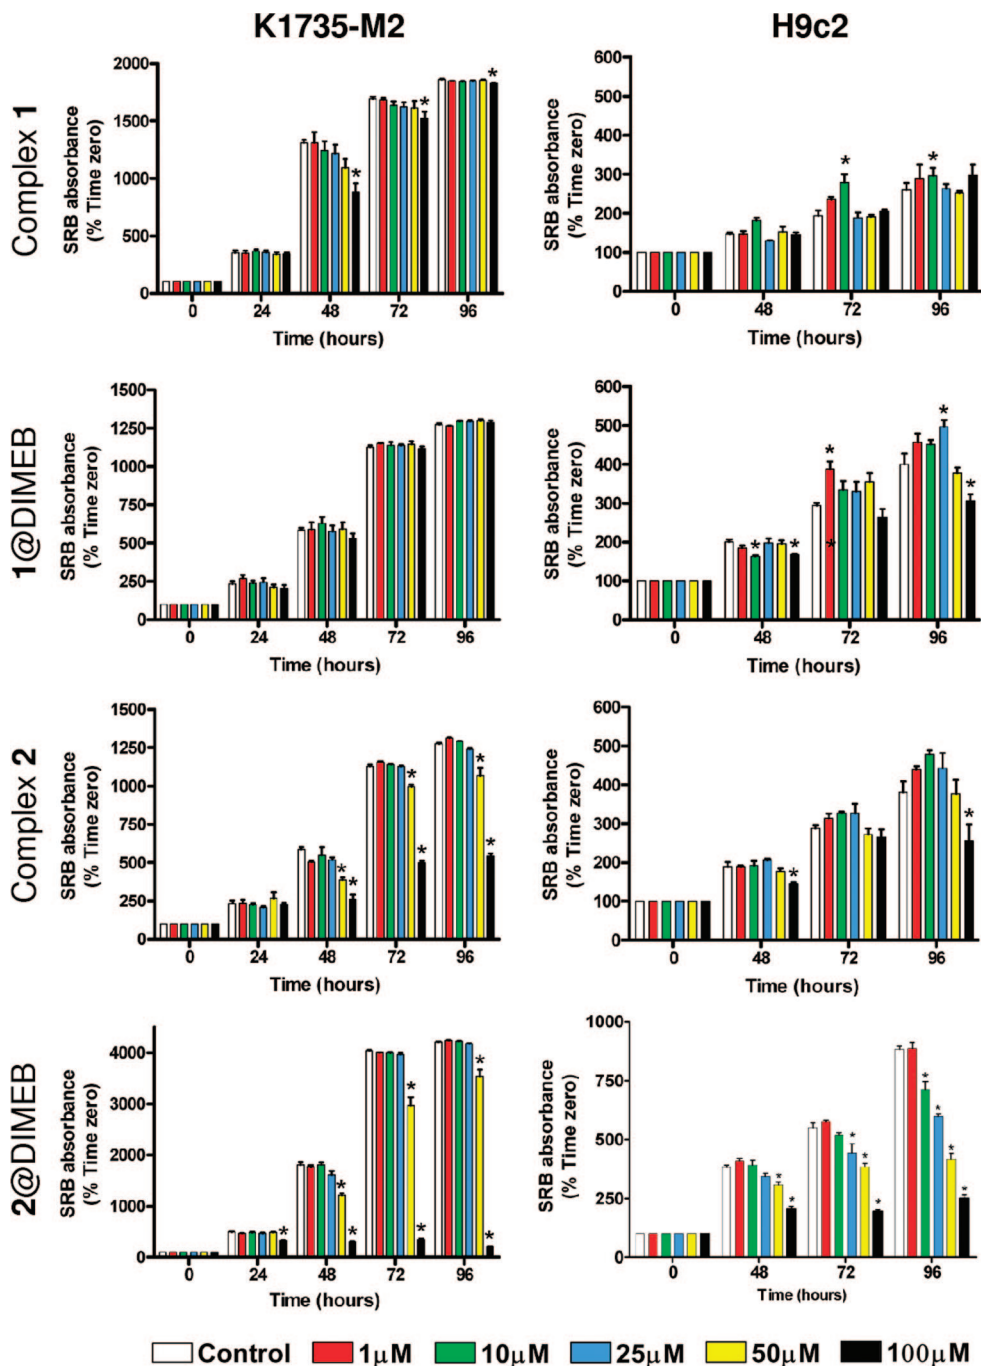 K1735-M2
H9c2
Complex 1
SRB absorbance
(% Time zero)
2000
1500
1000
500
0
*
*
*
0 24 48 72 96
Time (hours)
SRB absorbance
(% Time zero)
600
500
400
300
200
100
0
*
*
0 48 72 96
Time (hours)
1@DIMEB
SRB absorbance
(% Time zero)
1500
1250
1000
750
500
250
0
0 24 48 72 96
Time (hours)
SRB absorbance
(% Time zero)
600
500
400
300
200
100
0
*
*
*
*
*
*
0 48 72 96
Time (hours)
Complex 2
SRB absorbance
(% Time zero)
1500
1250
1000
750
500
250
0
*
*
*
*
*
*
0 24 48 72 96
Time (hours)
SRB absorbance
(% Time zero)
600
500
400
300
200
100
0
*
*
0 48 72 96
Time (hours)
2@DIMEB
SRB absorbance
(% Time zero)
4000
3000
2000
1000
0
*
*
*
*
*
*
*
0 24 48 72 96
Time (hours)
SRB absorbance
(% Time zero)
1000
750
500
250
0
*
*
*
*
*
*
*
*
*
0 48 72 96
Time (hours)
Control 1μM 10μM 25μM 50μM 100μM